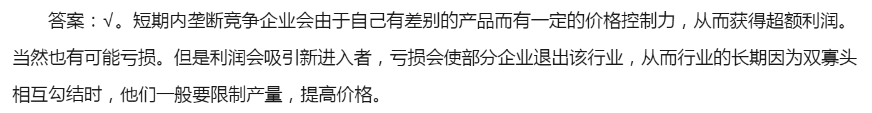 答案：√。短期内垄断竞争企业会由于自己有差别的产品而有一定的价格控制力，从而获得超额利润。
当然也有可能亏损。但是利润会吸引新进入者，亏损会使部分企业退出该行业，从而行业的长期因为双寡头
相互勾结时，他们一般要限制产量，提高价格。